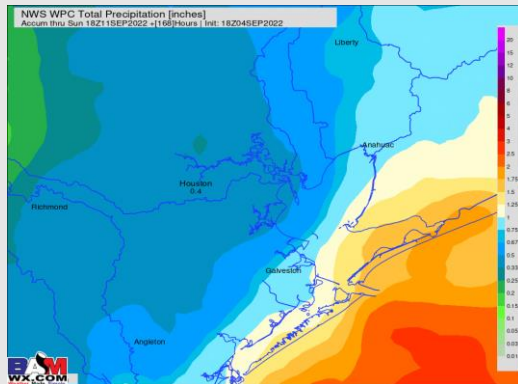 NWS WPC Total Precipitation [inches]
Accum thru Sun 18Z11SEP2022 +[168]Hours | Init: 18Z04SEP2022
Liberty
Anahuac
Houston
0.4
Richmond
Galveston
Angleton
20
15
12
10
8
6
5
4
3
2.5
2
1.75
1.5
1.25
1
0.75
0.5
0.33
0.25
0.15
0.1
0.05
0.03
0.01
BAM
WX.COM